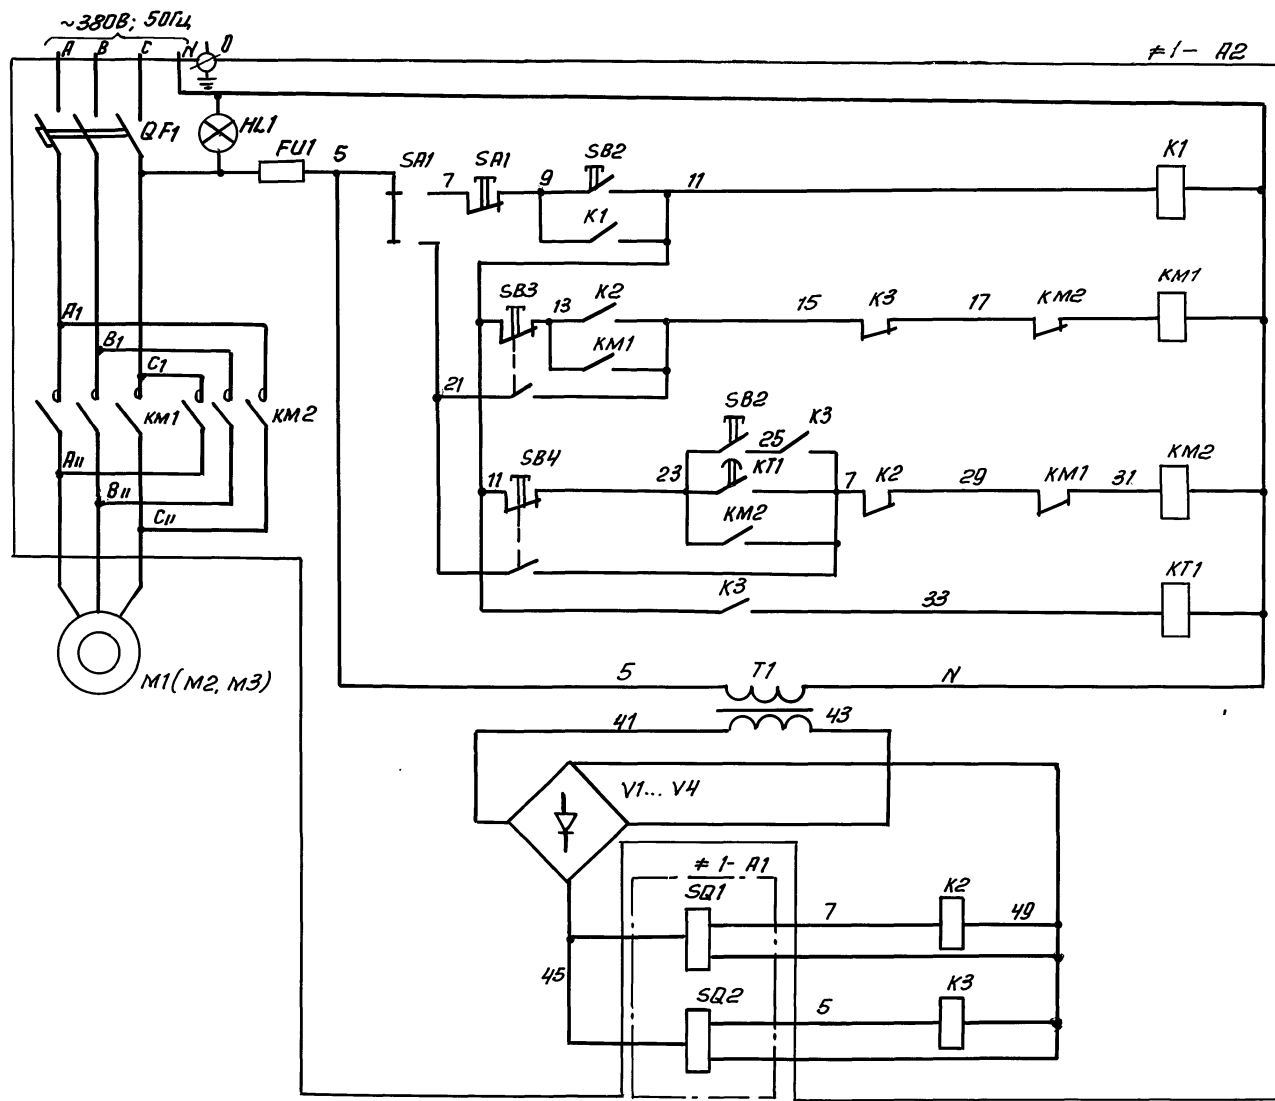 ~380В; 50Гц
A B C N 0
≠1- A2
QF1
HL1
FU1
5
SA1
7
SA1
9
SB2
11
K1
K1
A1
B1
C1
SB3
13
K2
15
K3
17
KM2
KM1
KM1
21
KM1
KM2
SB2
25
K3
A11
B11
C11
11
SB4
23
KT1
7
K2
29
KM1
31
KM2
KM2
K3
33
KT1
M1(M2, M3)
5
T1
N
41
43
V1... V4
≠1- A1
SQ1
7
K2
49
45
SQ2
5
K3